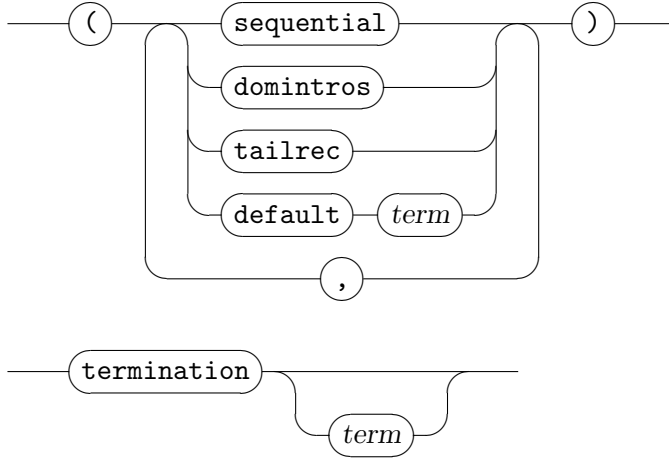 ( sequential )
domintros
tailrec
default term
,
termination
term